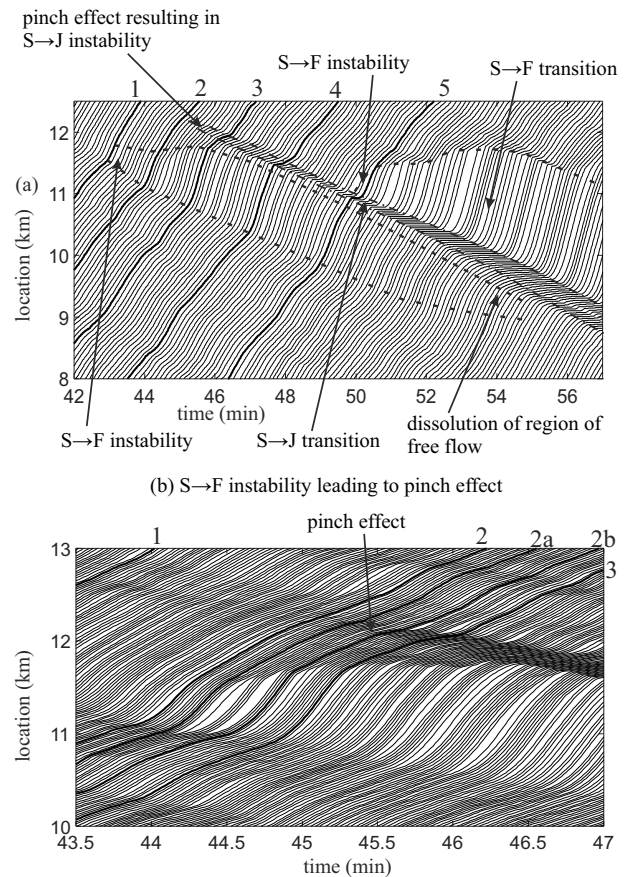 pinch effect resulting in
S→J instability
S→F instability
S→F transition
1 2 3 4 5
12
(a)
11
location (km)
10
9
8
42 44 46 48 50 52 54 56
time (min)
S→F instability
S→J transition
dissolution of region of
free flow
(b) S→F instability leading to pinch effect
pinch effect
1 2 2a 2b
3
13
12
location (km)
11
10
43.5 44 44.5 45 45.5 46 46.5 47
time (min)